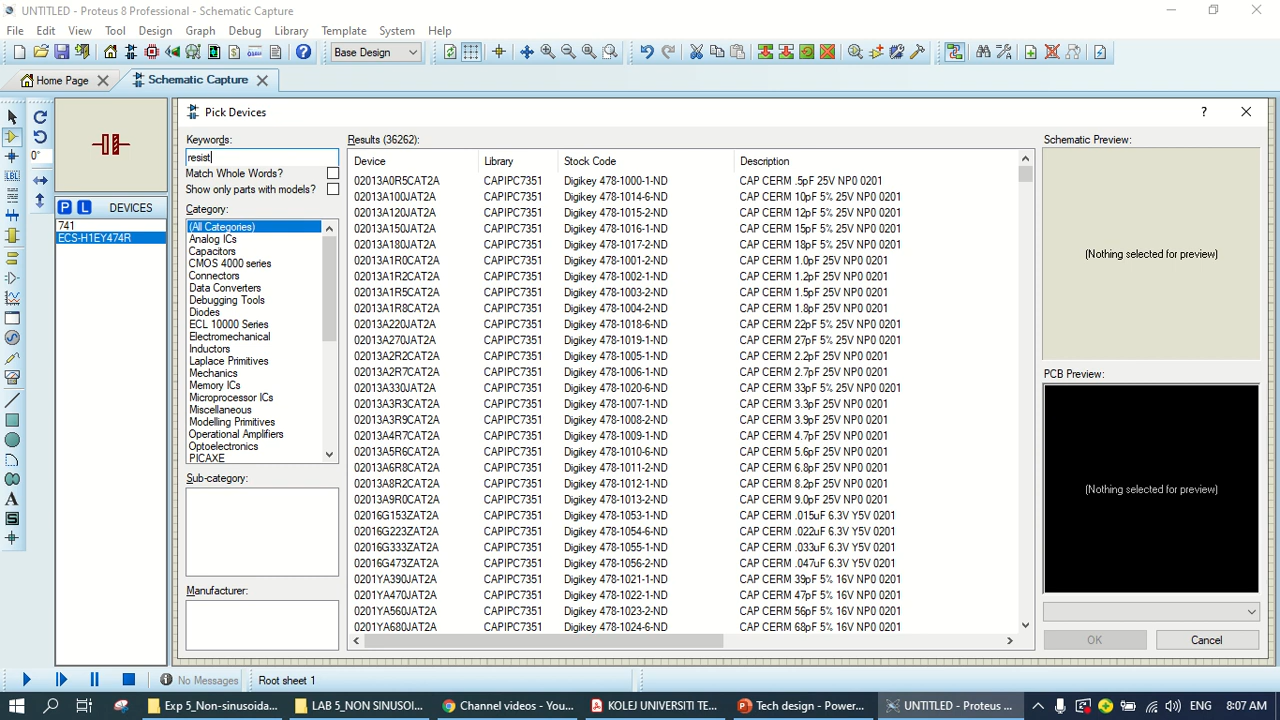 UNTITLED - Proteus 8 Professional - Schematic Capture
File Edit View Tool Design Graph Debug Library Template System Help
Base Design
Home Page Schematic Capture
Pick Devices
0°
LBL
P L DEVICES
741
ECS-H1EY474R
Keywords:
resist
Match Whole Words?
Show only parts with models?
Category:
(All Categories)
Analog ICs
Capacitors
CMOS 4000 series
Connectors
Data Converters
Debugging Tools
Diodes
ECL 10000 Series
Electromechanical
Inductors
Laplace Primitives
Mechanics
Memory ICs
Microprocessor ICs
Miscellaneous
Modelling Primitives
Operational Amplifiers
Optoelectronics
PICAXE
Sub-category:
Manufacturer:
Results (36262):
Device Library Stock Code Description
02013A0R5CAT2A CAPIPC7351 Digikey 478-1000-1-ND CAP CERM .5pF 25V NP0 0201
02013A100JAT2A CAPIPC7351 Digikey 478-1014-6-ND CAP CERM 10pF 5% 25V NP0 0201
02013A120JAT2A CAPIPC7351 Digikey 478-1015-2-ND CAP CERM 12pF 5% 25V NP0 0201
02013A150JAT2A CAPIPC7351 Digikey 478-1016-1-ND CAP CERM 15pF 5% 25V NP0 0201
02013A180JAT2A CAPIPC7351 Digikey 478-1017-2-ND CAP CERM 18pF 5% 25V NP0 0201
02013A1R0CAT2A CAPIPC7351 Digikey 478-1001-2-ND CAP CERM 1.0pF 25V NP0 0201
02013A1R2CAT2A CAPIPC7351 Digikey 478-1002-1-ND CAP CERM 1.2pF 25V NP0 0201
02013A1R5CAT2A CAPIPC7351 Digikey 478-1003-2-ND CAP CERM 1.5pF 25V NP0 0201
02013A1R8CAT2A CAPIPC7351 Digikey 478-1004-2-ND CAP CERM 1.8pF 25V NP0 0201
02013A220JAT2A CAPIPC7351 Digikey 478-1018-6-ND CAP CERM 22pF 5% 25V NP0 0201
02013A270JAT2A CAPIPC7351 Digikey 478-1019-1-ND CAP CERM 27pF 5% 25V NP0 0201
02013A2R2CAT2A CAPIPC7351 Digikey 478-1005-1-ND CAP CERM 2.2pF 25V NP0 0201
02013A2R7CAT2A CAPIPC7351 Digikey 478-1006-1-ND CAP CERM 2.7pF 25V NP0 0201
02013A330JAT2A CAPIPC7351 Digikey 478-1020-6-ND CAP CERM 33pF 5% 25V NP0 0201
02013A3R3CAT2A CAPIPC7351 Digikey 478-1007-1-ND CAP CERM 3.3pF 25V NP0 0201
02013A3R9CAT2A CAPIPC7351 Digikey 478-1008-2-ND CAP CERM 3.9pF 25V NP0 0201
02013A4R7CAT2A CAPIPC7351 Digikey 478-1009-1-ND CAP CERM 4.7pF 25V NP0 0201
02013A5R6CAT2A CAPIPC7351 Digikey 478-1010-6-ND CAP CERM 5.6pF 25V NP0 0201
02013A6R8CAT2A CAPIPC7351 Digikey 478-1011-2-ND CAP CERM 6.8pF 25V NP0 0201
02013A8R2CAT2A CAPIPC7351 Digikey 478-1012-1-ND CAP CERM 8.2pF 25V NP0 0201
02013A9R0CAT2A CAPIPC7351 Digikey 478-1013-2-ND CAP CERM 9.0pF 25V NP0 0201
02016G153ZAT2A CAPIPC7351 Digikey 478-1053-1-ND CAP CERM .015uF 6.3V Y5V 0201
02016G223ZAT2A CAPIPC7351 Digikey 478-1054-6-ND CAP CERM .022uF 6.3V Y5V 0201
02016G333ZAT2A CAPIPC7351 Digikey 478-1055-1-ND CAP CERM .033uF 6.3V Y5V 0201
02016G473ZAT2A CAPIPC7351 Digikey 478-1056-2-ND CAP CERM .047uF 6.3V Y5V 0201
0201YA390JAT2A CAPIPC7351 Digikey 478-1021-1-ND CAP CERM 39pF 5% 16V NP0 0201
0201YA470JAT2A CAPIPC7351 Digikey 478-1022-1-ND CAP CERM 47pF 5% 16V NP0 0201
0201YA560JAT2A CAPIPC7351 Digikey 478-1023-2-ND CAP CERM 56pF 5% 16V NP0 0201
0201YA680JAT2A CAPIPC7351 Digikey 478-1024-6-ND CAP CERM 68pF 5% 16V NP0 0201
Schematic Preview:
(Nothing selected for preview)
PCB Preview:
(Nothing selected for preview)
OK Cancel
No Messages Root sheet 1
Exp 5_Non-sinusoida... LAB 5_NON SINUSOI... Channel videos - You... KOLEJ UNIVERSITI TE... Tech design - Power... UNTITLED - Proteus ... 8:07 AM